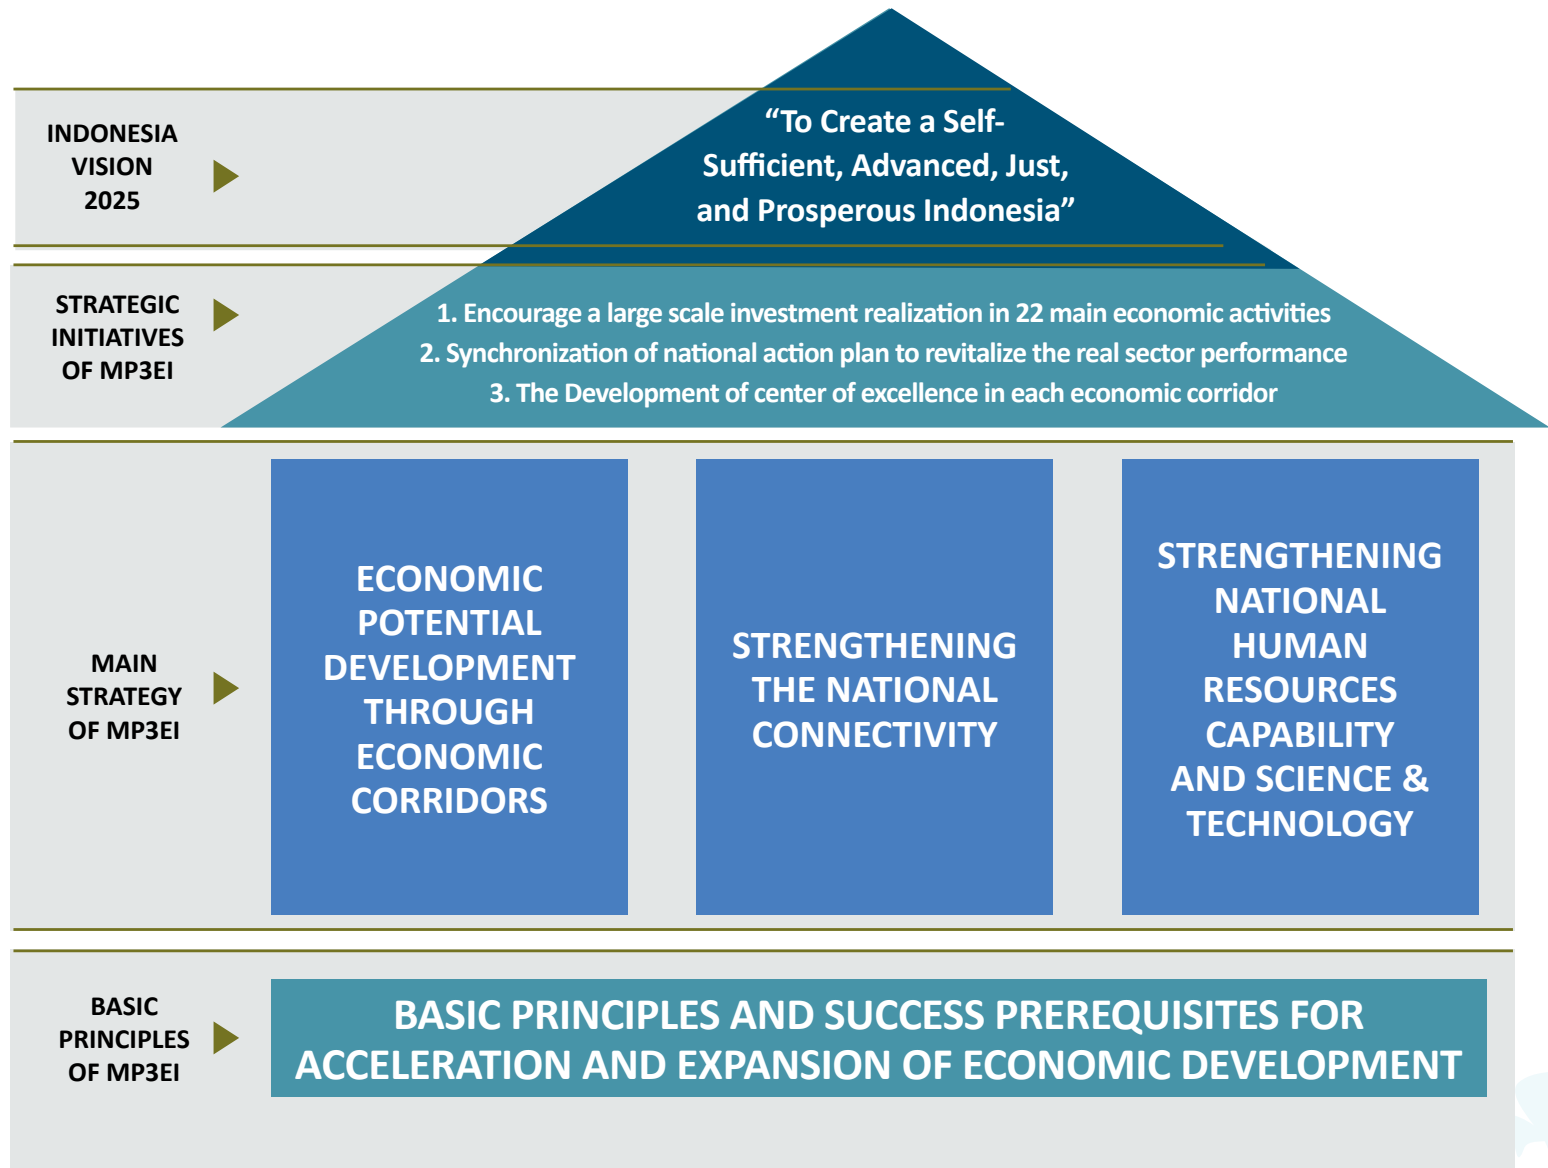 INDONESIA
VISION
2025
“To Create a Self-
Sufficient, Advanced, Just,
and Prosperous Indonesia”
STRATEGIC
INITIATIVES
OF MP3EI
1. Encourage a large scale investment realization in 22 main economic activities
2. Synchronization of national action plan to revitalize the real sector performance
3. The Development of center of excellence in each economic corridor
MAIN
STRATEGY
OF MP3EI
ECONOMIC
POTENTIAL
DEVELOPMENT
THROUGH
ECONOMIC
CORRIDORS
STRENGTHENING
THE NATIONAL
CONNECTIVITY
STRENGTHENING
NATIONAL
HUMAN
RESOURCES
CAPABILITY
AND SCIENCE &
TECHNOLOGY
BASIC
PRINCIPLES
OF MP3EI
BASIC PRINCIPLES AND SUCCESS PREREQUISITES FOR
ACCELERATION AND EXPANSION OF ECONOMIC DEVELOPMENT